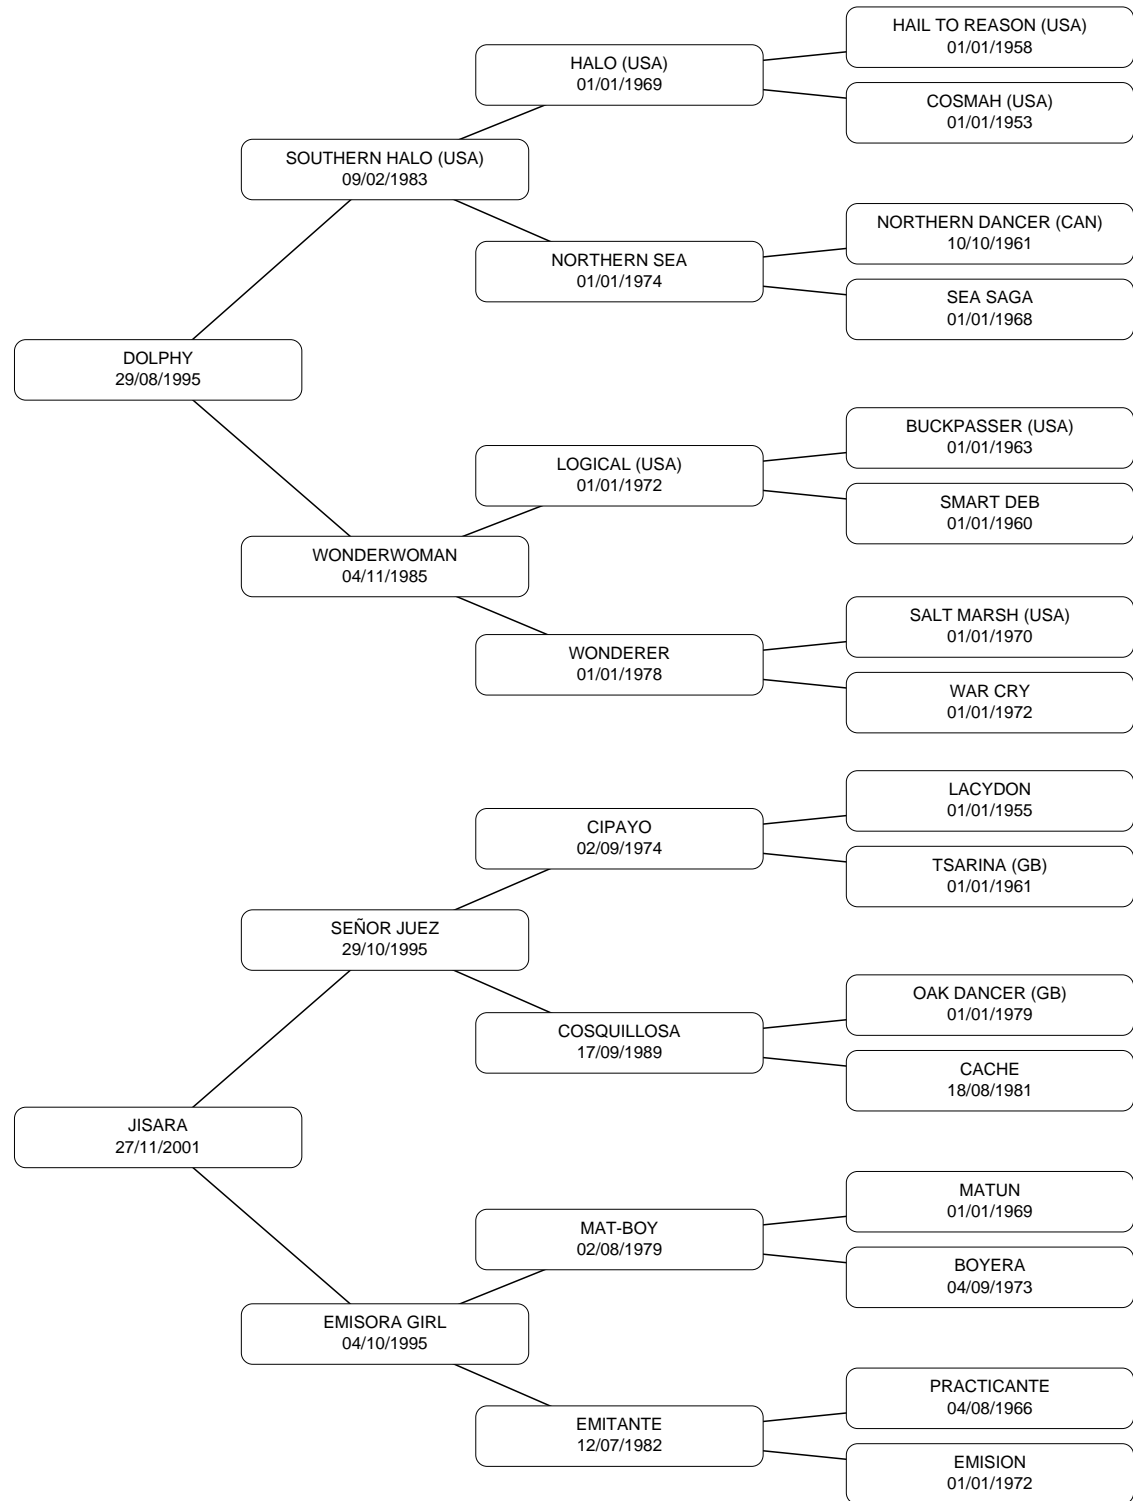 HAIL TO REASON (USA)
01/01/1958
HALO (USA)
01/01/1969
COSMAH (USA)
01/01/1953
SOUTHERN HALO (USA)
09/02/1983
NORTHERN DANCER (CAN)
10/10/1961
NORTHERN SEA
01/01/1974
SEA SAGA
01/01/1968
DOLPHY
29/08/1995
BUCKPASSER (USA)
01/01/1963
LOGICAL (USA)
01/01/1972
SMART DEB
01/01/1960
WONDERWOMAN
04/11/1985
SALT MARSH (USA)
01/01/1970
WONDERER
01/01/1978
WAR CRY
01/01/1972
LACYDON
01/01/1955
CIPAYO
02/09/1974
TSARINA (GB)
01/01/1961
SEÑOR JUEZ
29/10/1995
OAK DANCER (GB)
01/01/1979
COSQUILLOSA
17/09/1989
CACHE
18/08/1981
JISARA
27/11/2001
MATUN
01/01/1969
MAT-BOY
02/08/1979
BOYERA
04/09/1973
EMISORA GIRL
04/10/1995
PRACTICANTE
04/08/1966
EMITANTE
12/07/1982
EMISION
01/01/1972